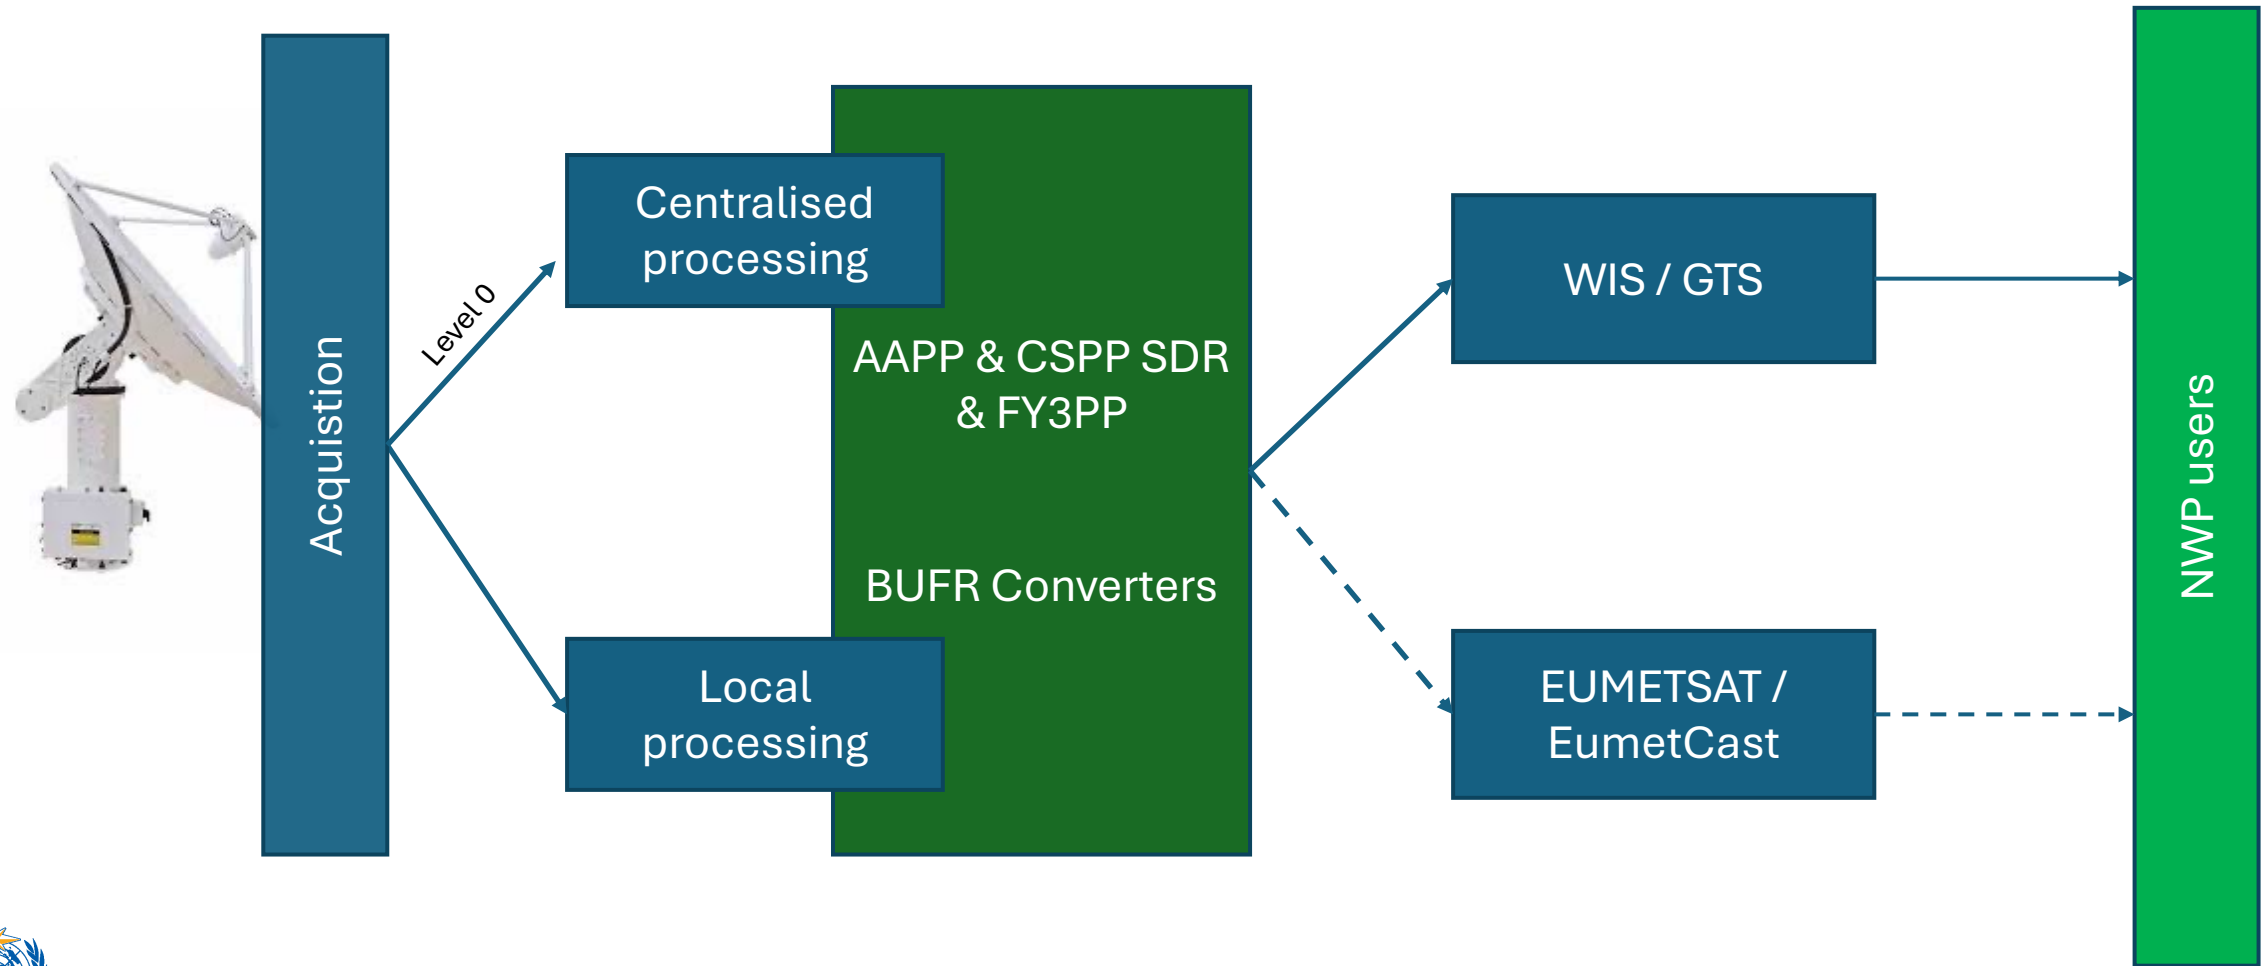 Acquistion
Level 0
Centralised
processing
AAPP & CSPP SDR
& FY3PP
BUFR Converters
Local
processing
WIS / GTS
EUMETSAT /
EumetCast
NWP users